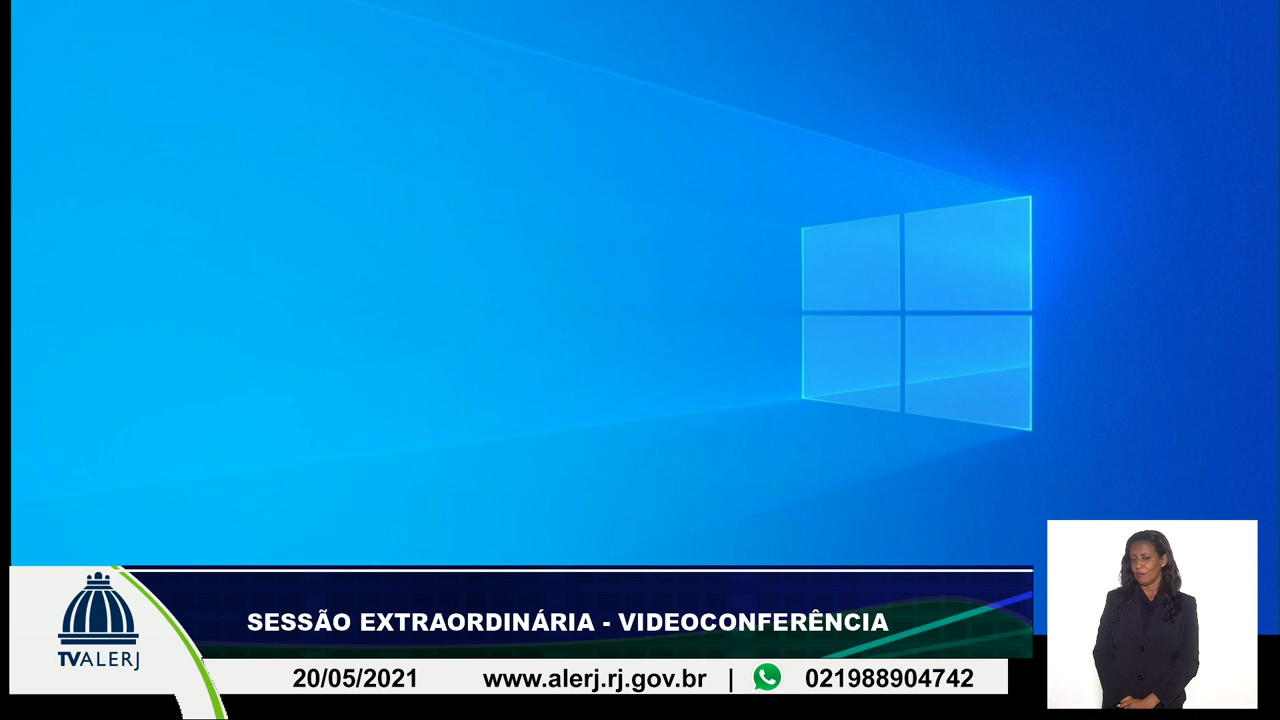 SESSÃO EXTRAORDINÁRIA - VIDEOCONFERÊNCIA
TVALERJ
20/05/2021 www.alerj.rj.gov.br | 021988904742